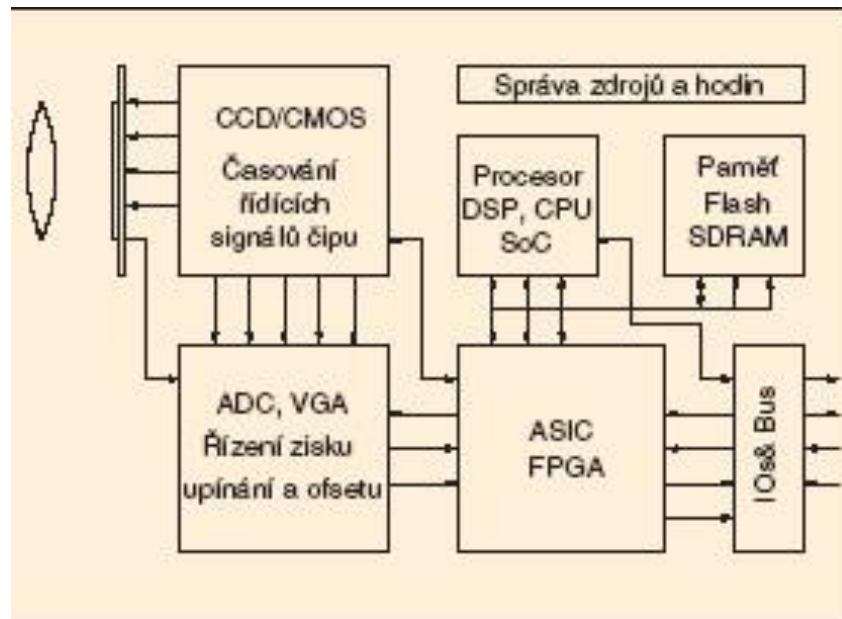 CCD/CMOS
Časování
řídících
signálů čipu
Správa zdrojů a hodin
Procesor
DSP, CPU
SoC
Paměť
Flash
SDRAM
ADC, VGA
Řízení zisku
upínání a ofsetu
ASIC
FPGA
IOs& Bus